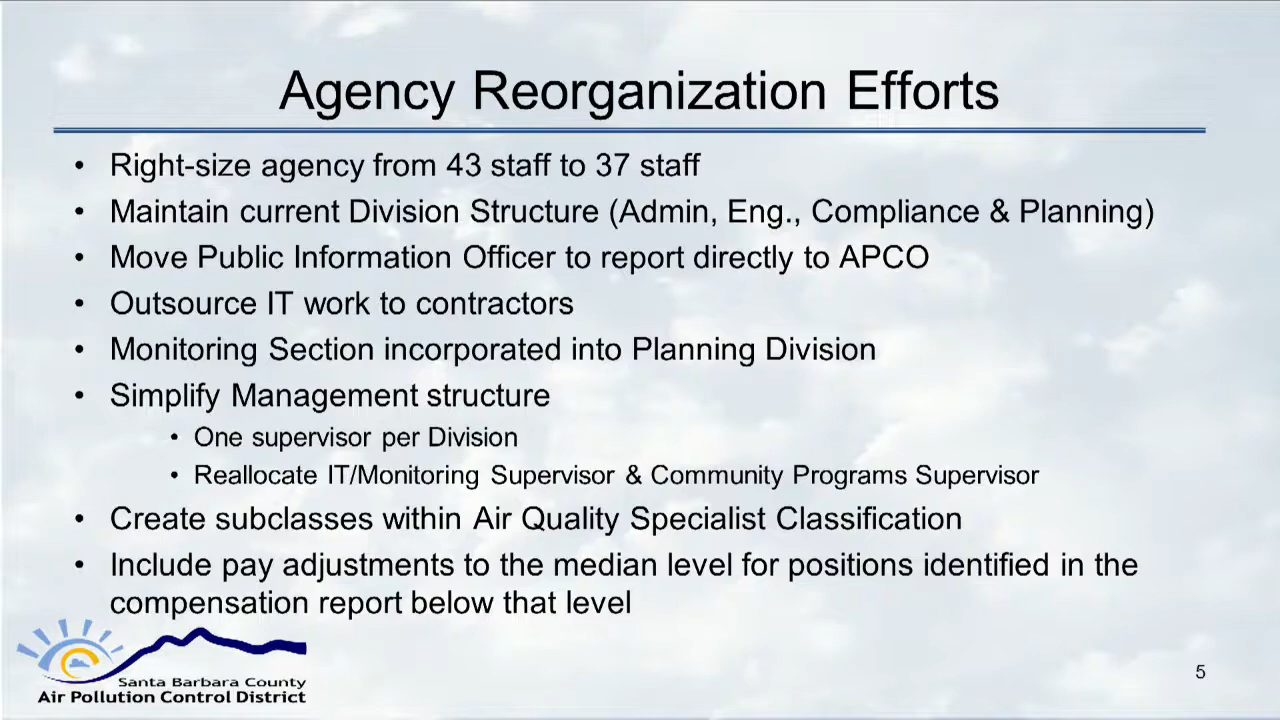 Agency Reorganization Efforts
• Right-size agency from 43 staff to 37 staff
• Maintain current Division Structure (Admin, Eng., Compliance & Planning)
• Move Public Information Officer to report directly to APCO
• Outsource IT work to contractors
• Monitoring Section incorporated into Planning Division
• Simplify Management structure
• One supervisor per Division
• Reallocate IT/Monitoring Supervisor & Community Programs Supervisor
• Create subclasses within Air Quality Specialist Classification
• Include pay adjustments to the median level for positions identified in the
compensation report below that level
Santa Barbara County
Air Pollution Control District
5